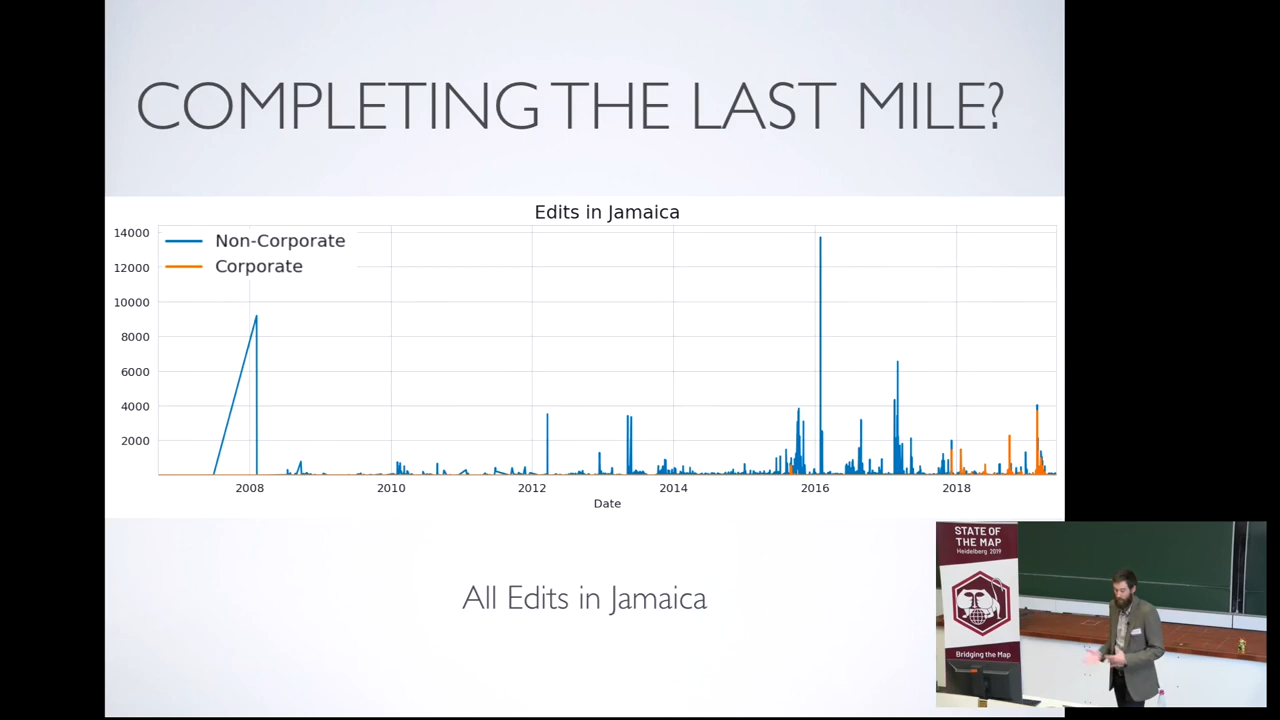 COMPLETING THE LAST MILE?
Edits in Jamaica
14000
12000
10000
8000
6000
4000
2000
Non-Corporate
Corporate
2008 2010 2012 2014 2016 2018
Date
All Edits in Jamaica
STATE OF
THE MAP
Heidelberg 2019
Bridging the Map